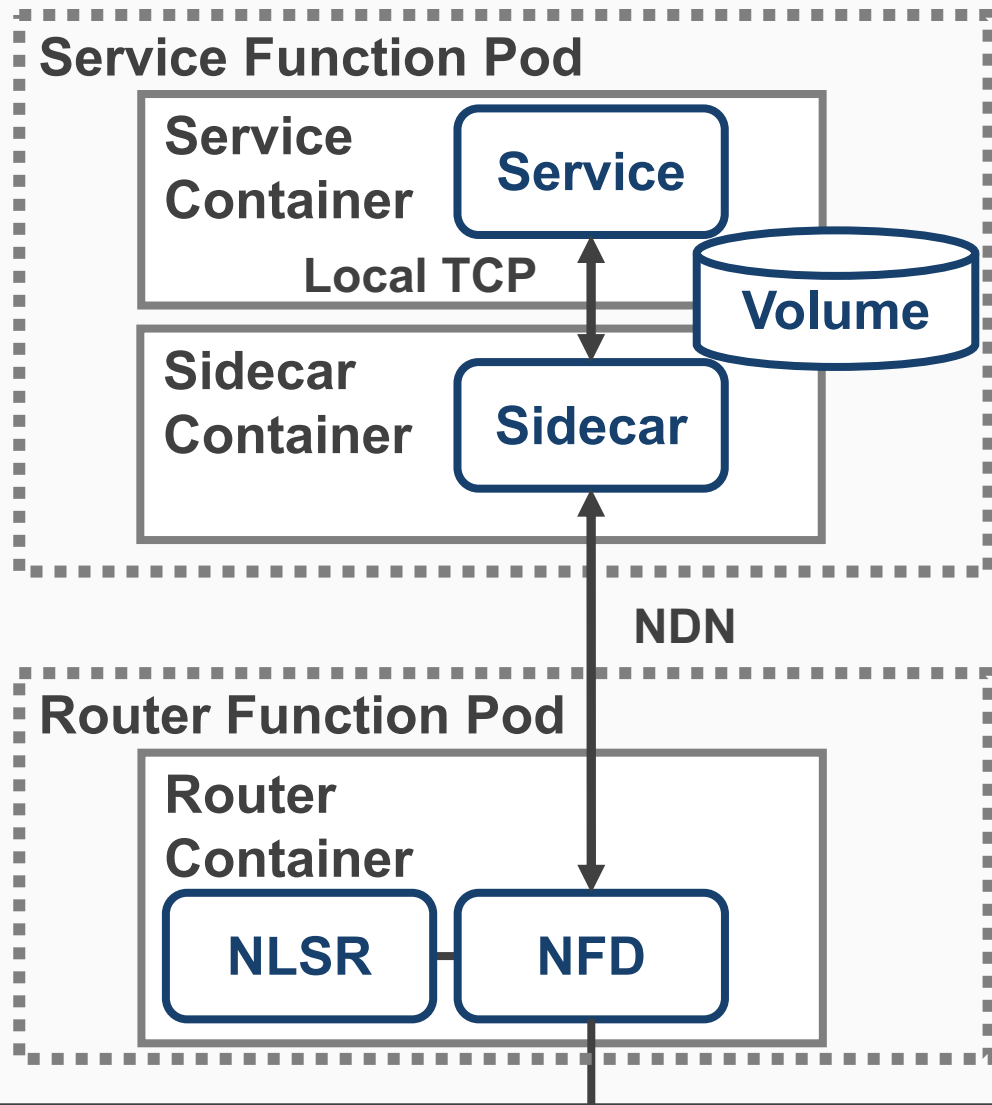 Service Function Pod
Service
Container
Service
Local TCP
Volume
Sidecar
Container
Sidecar
NDN
Router Function Pod
Router
Container
NLSR
NFD